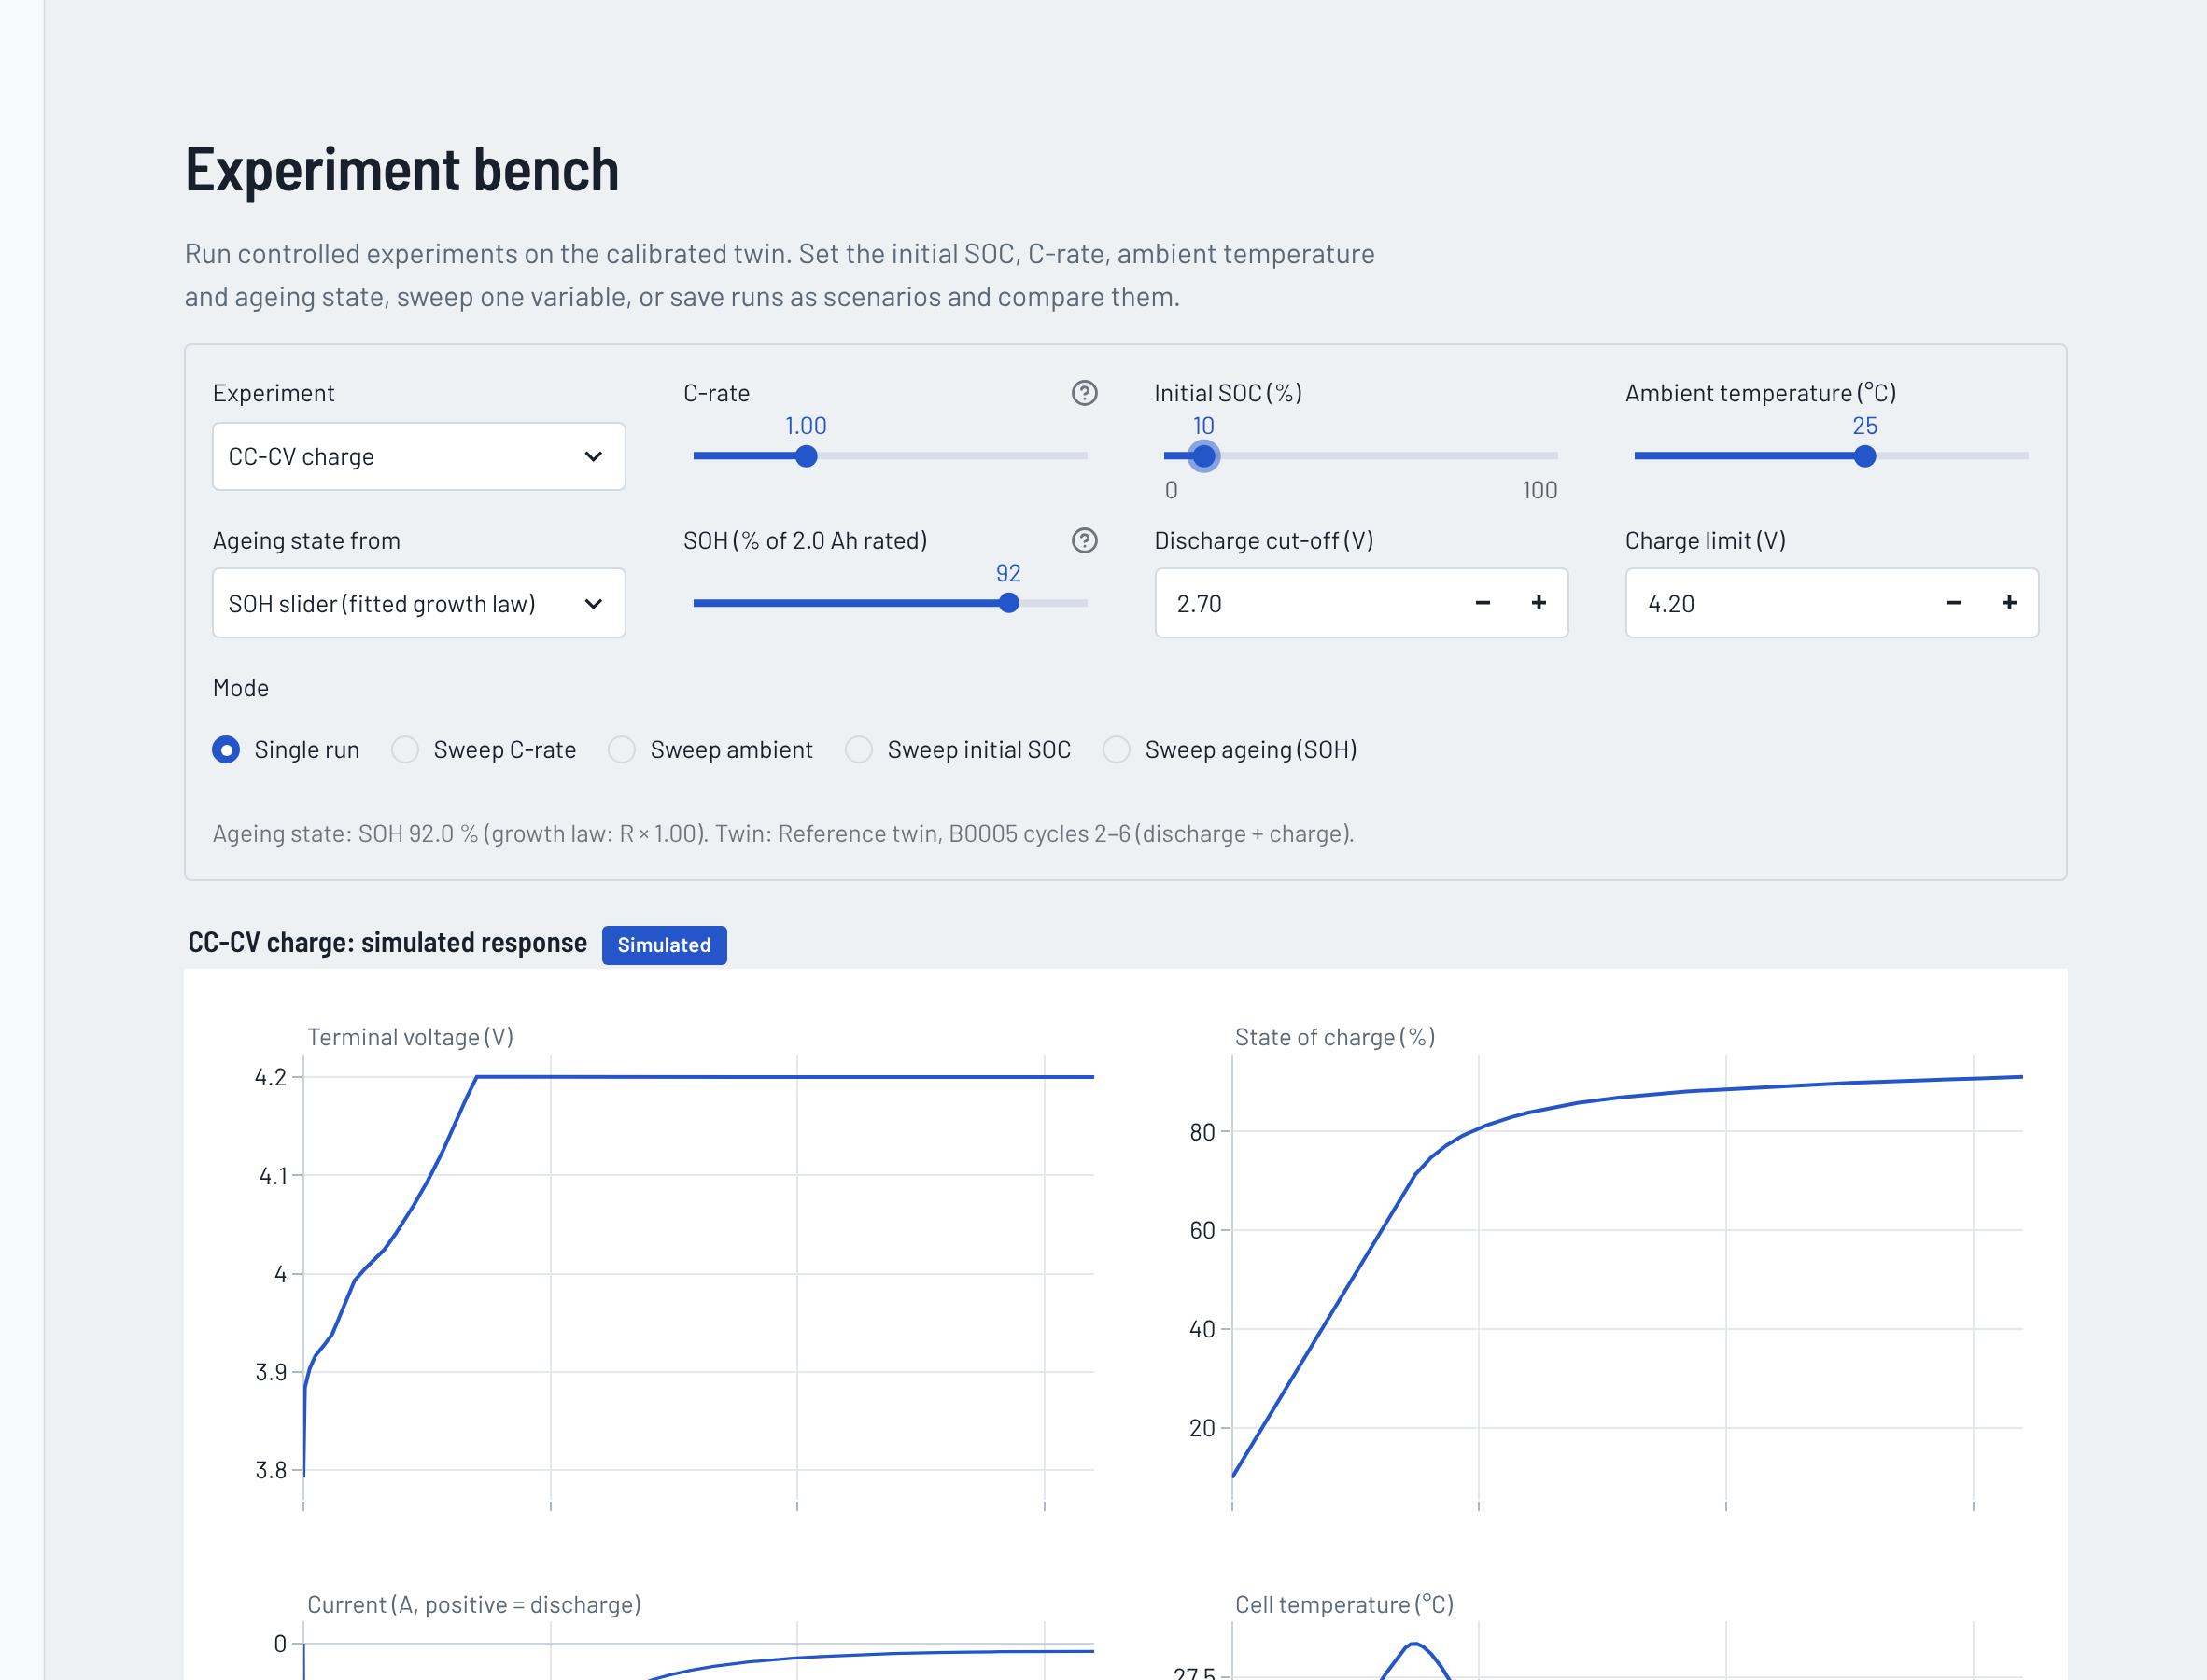 Experiment bench
Run controlled experiments on the calibrated twin. Set the initial SOC, C-rate, ambient temperature
and ageing state, sweep one variable, or save runs as scenarios and compare them.
Experiment
C-rate
Initial SOC (%)
Ambient temperature (°C)
1.00
10
25
CC-CV charge
0
100
Ageing state from
SOH (% of 2.0 Ah rated)
Discharge cut-off (V)
Charge limit (V)
92
SOH slider (fitted growth law)
2.70
4.20
Mode
Single run
Sweep C-rate
Sweep ambient
Sweep initial SOC
Sweep ageing (SOH)
Ageing state: SOH 92.0 % (growth law: R × 1.00). Twin: Reference twin, B0005 cycles 2–6 (discharge + charge).
CC-CV charge: simulated response
Simulated
Terminal voltage (V)
4.2
4.1
4
3.9
3.8
State of charge (%)
80
60
40
20
Current (A, positive = discharge)
0
Cell temperature (°C)
27.5